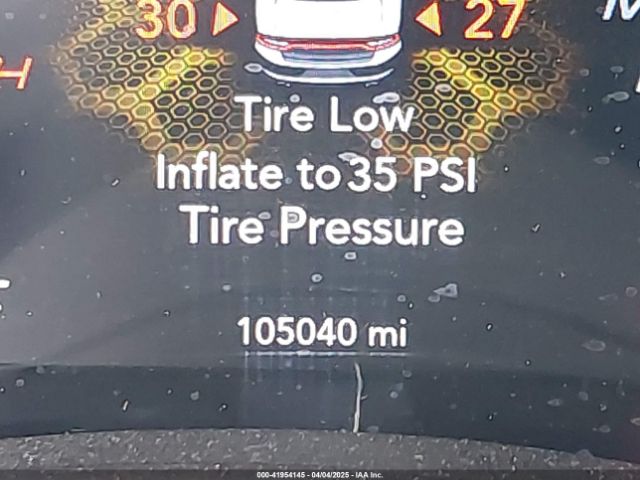 30 27
Tire Low
Inflate to 35 PSI
Tire Pressure
105040 mi
000-41954145 - 04/04/2025 - IAA Inc.